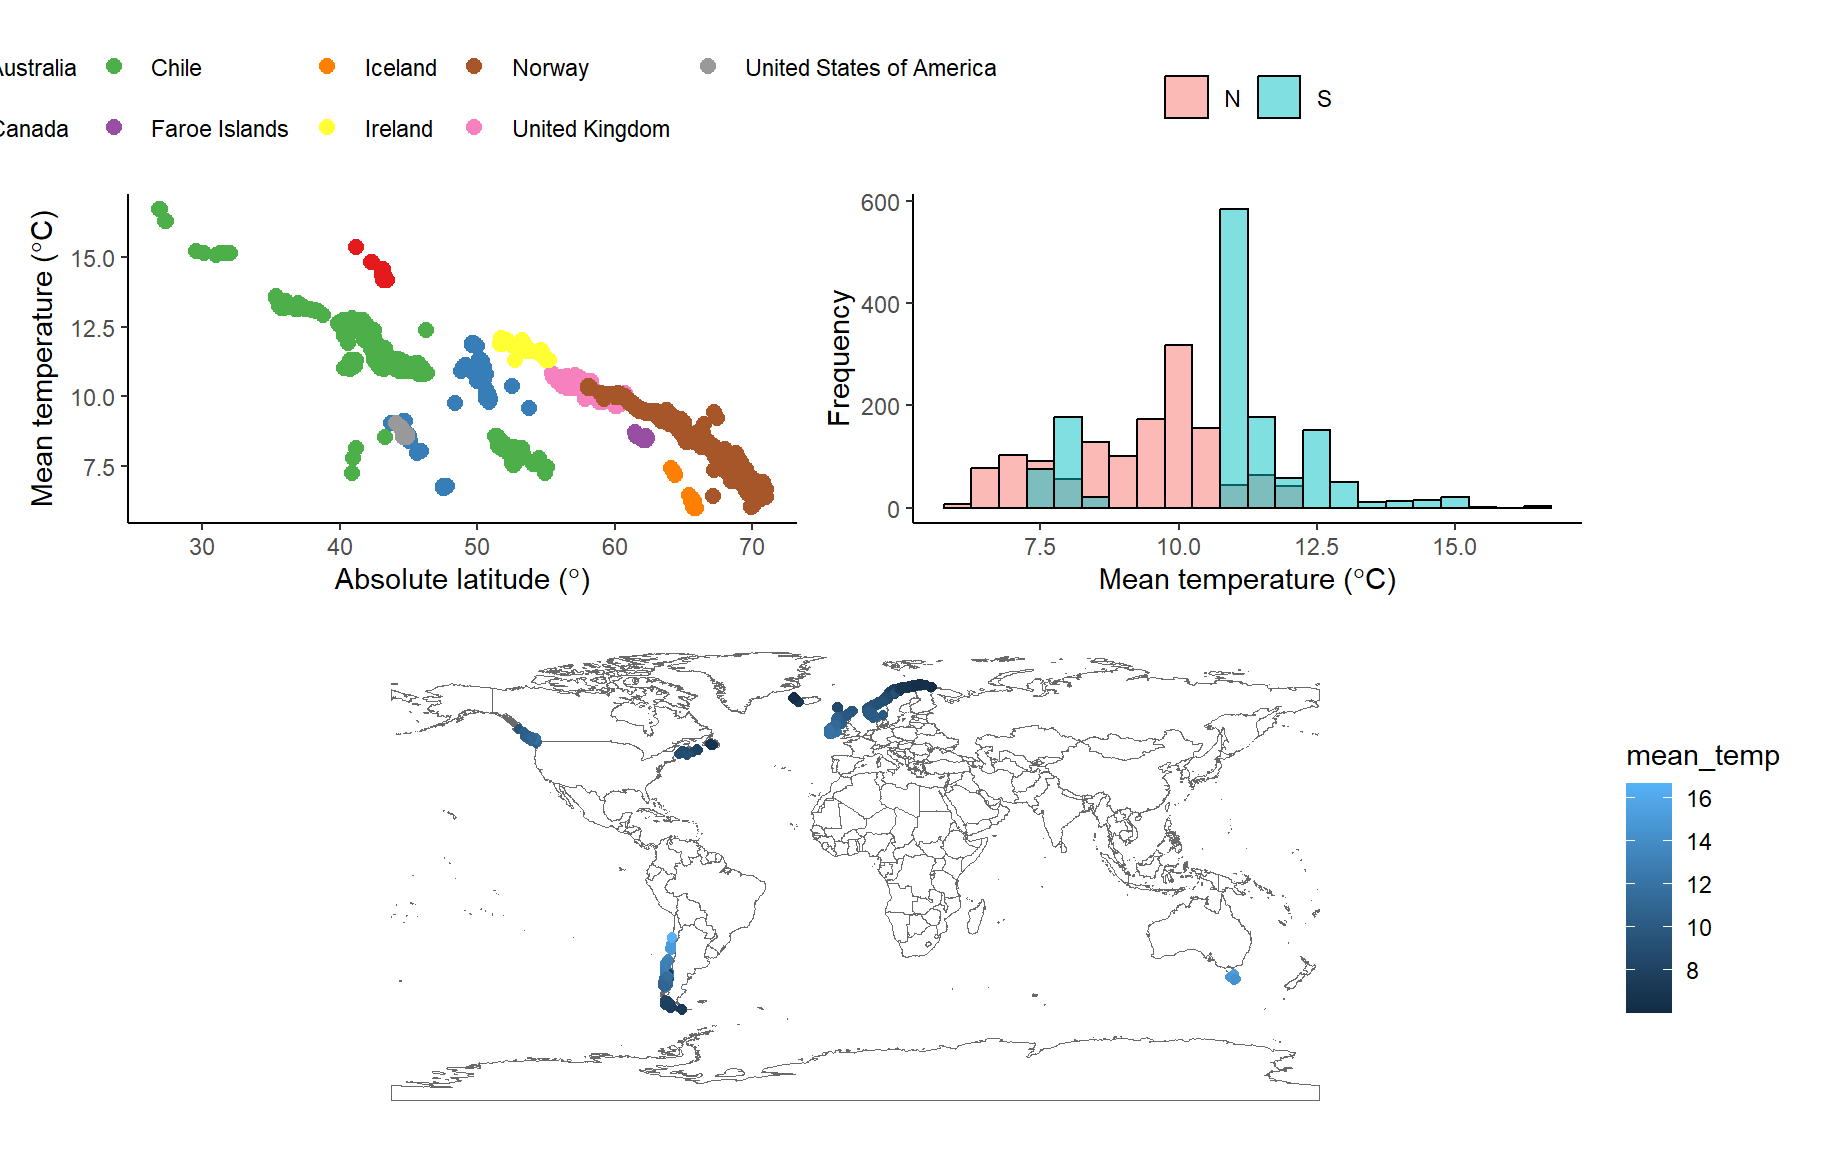 Australia Chile Iceland Norway United States of America
Canada Faroe Islands Ireland United Kingdom
N S
Mean temperature (°C)
15.0
12.5
10.0
7.5
30 40 50 60 70
Absolute latitude (°)
Frequency
600
400
200
0
7.5 10.0 12.5 15.0
Mean temperature (°C)
mean_temp
16
14
12
10
8